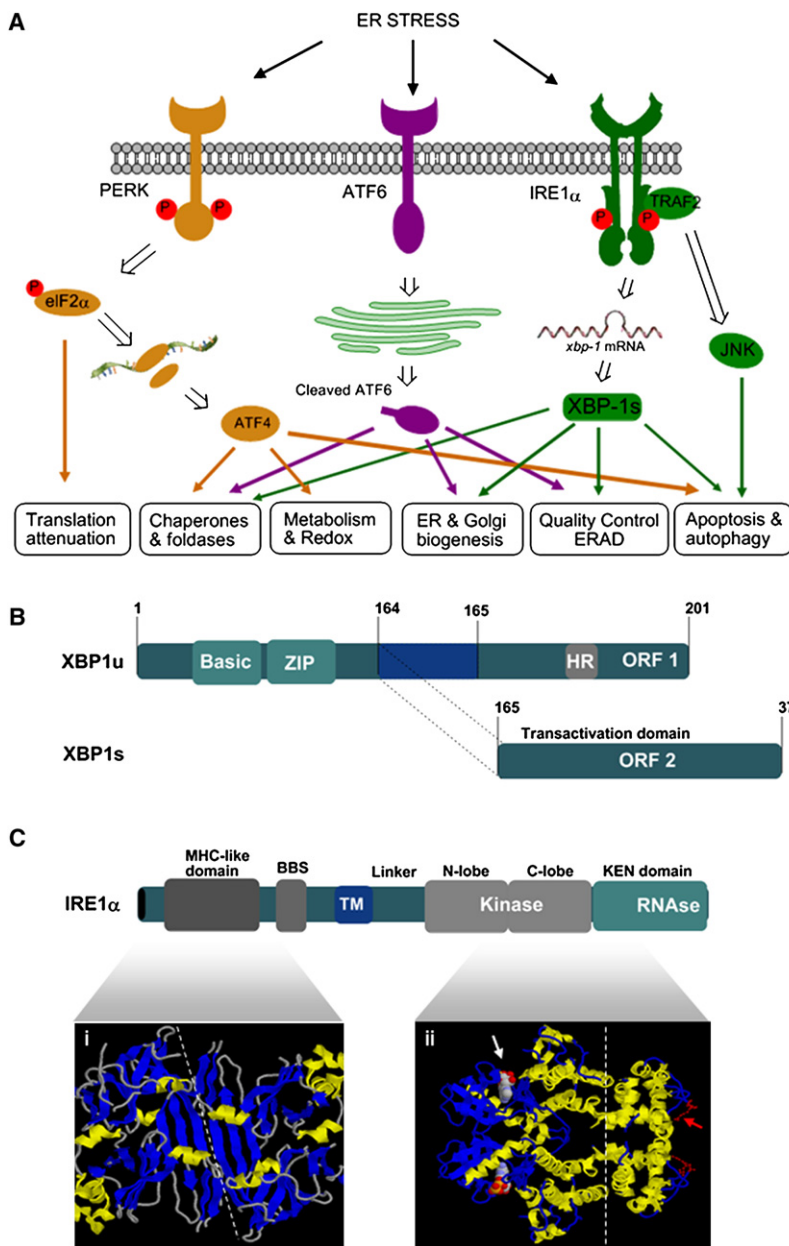 A
ER STRESS
PERK
ATF6
IRE1α
TRAF2
P
P
P
P
P
eIF2α
xbp-1 mRNA
JNK
Cleaved ATF6
XBP-1s
ATF4
Translation
attenuation
Chaperones
& foldases
Metabolism
& Redox
ER & Golgi
biogenesis
Quality Control
ERAD
Apoptosis &
autophagy
B
1
164
165
201
XBP1u
Basic
ZIP
HR
ORF 1
165
37
Transactivation domain
XBP1s
ORF 2
C
MHC-like
domain
BBS
Linker
N-lobe
C-lobe
KEN domain
IRE1α
TM
Kinase
RNAse
i
ii